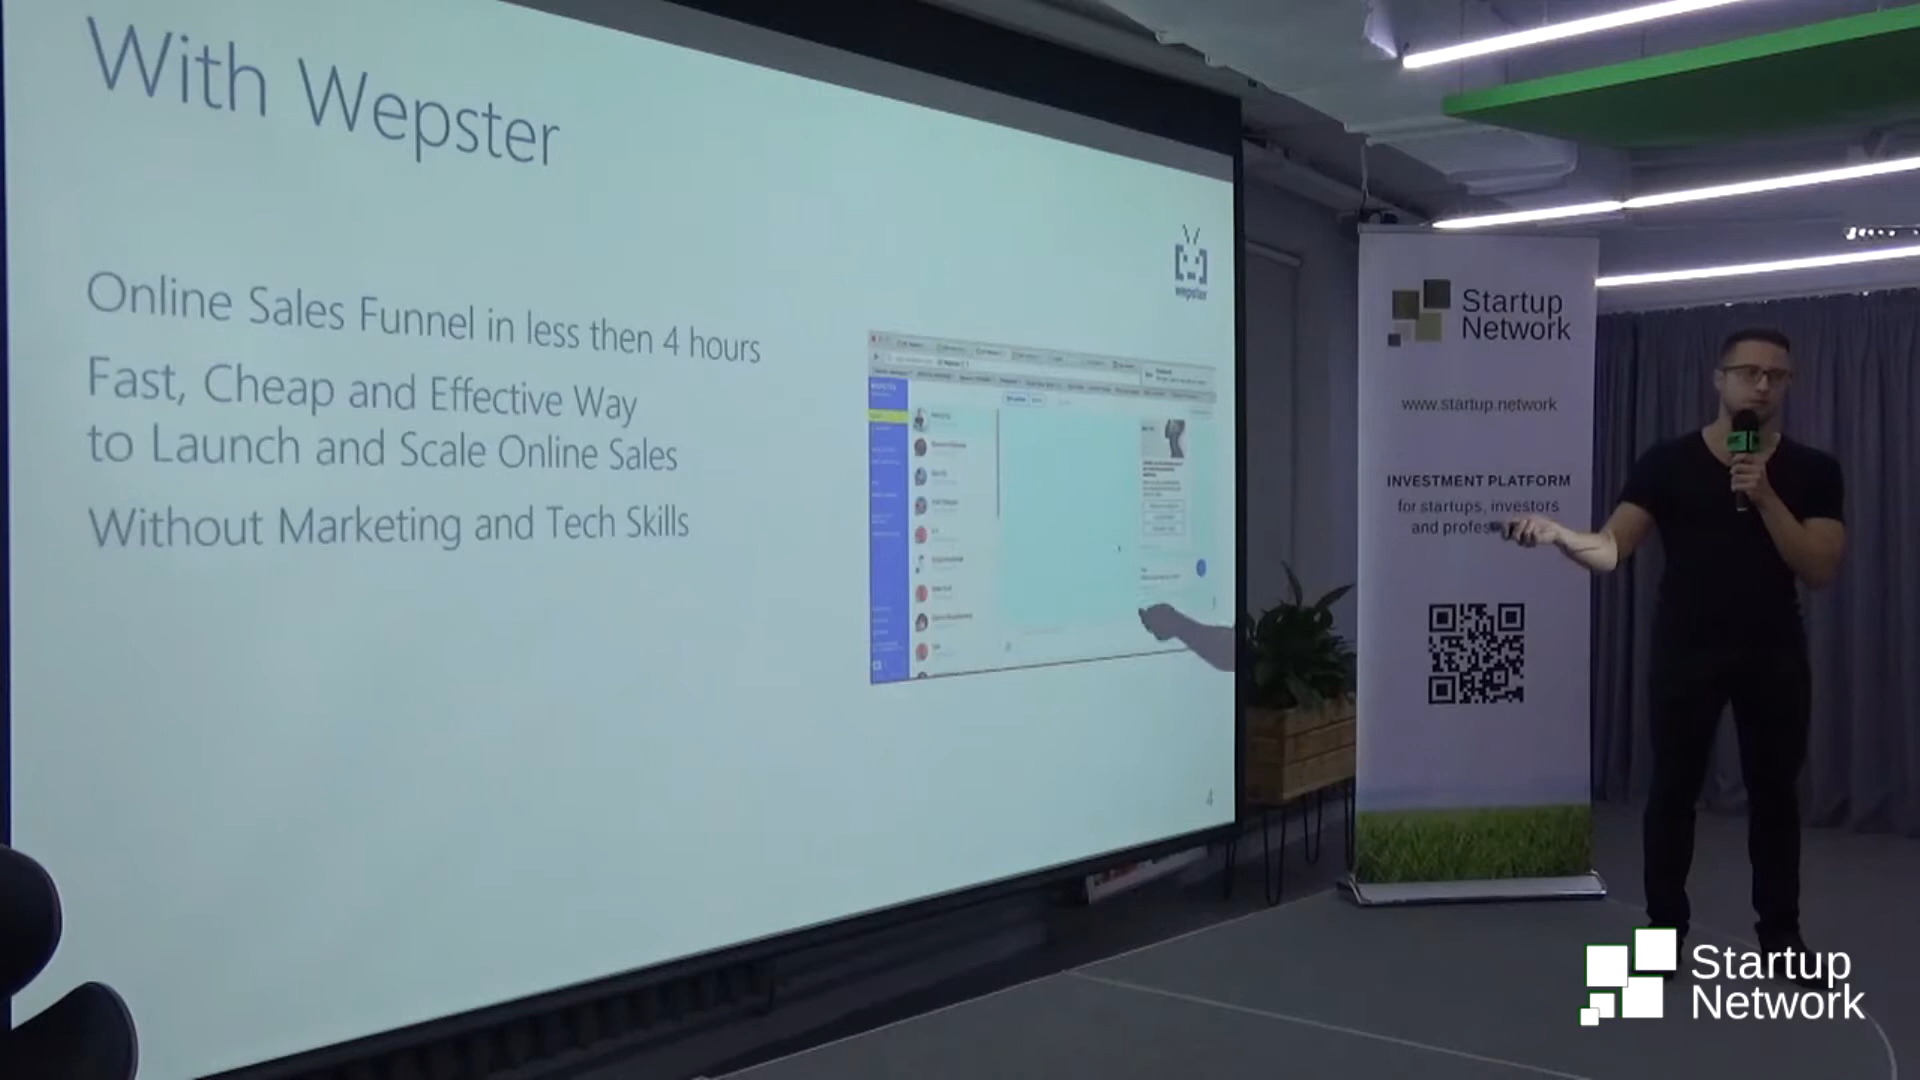 With Wepster
Online Sales Funnel in less then 4 hours
Fast, Cheap and Effective Way
to Launch and Scale Online Sales
Without Marketing and Tech Skills
wepster
4
Startup
Network
www.startup.network
INVESTMENT PLATFORM
for startups, investors
and profes
Startup
Network